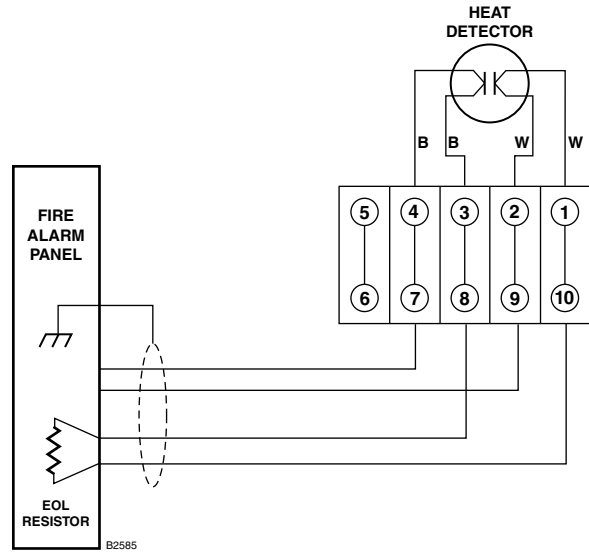 HEAT
DETECTOR
B B W W
5 4 3 2 1
6 7 8 9 10
FIRE
ALARM
PANEL
EOL
RESISTOR
B2585